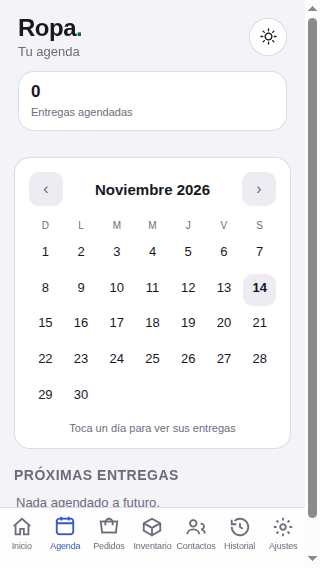 Ropa.
Tu agenda
0
Entregas agendadas
‹ Noviembre 2026 ›
D L M M J V S
1 2 3 4 5 6 7
8 9 10 11 12 13 14
15 16 17 18 19 20 21
22 23 24 25 26 27 28
29 30
Toca un día para ver sus entregas
PRÓXIMAS ENTREGAS
Nada agendado a futuro.
Inicio Agenda Pedidos Inventario Contactos Historial Ajustes